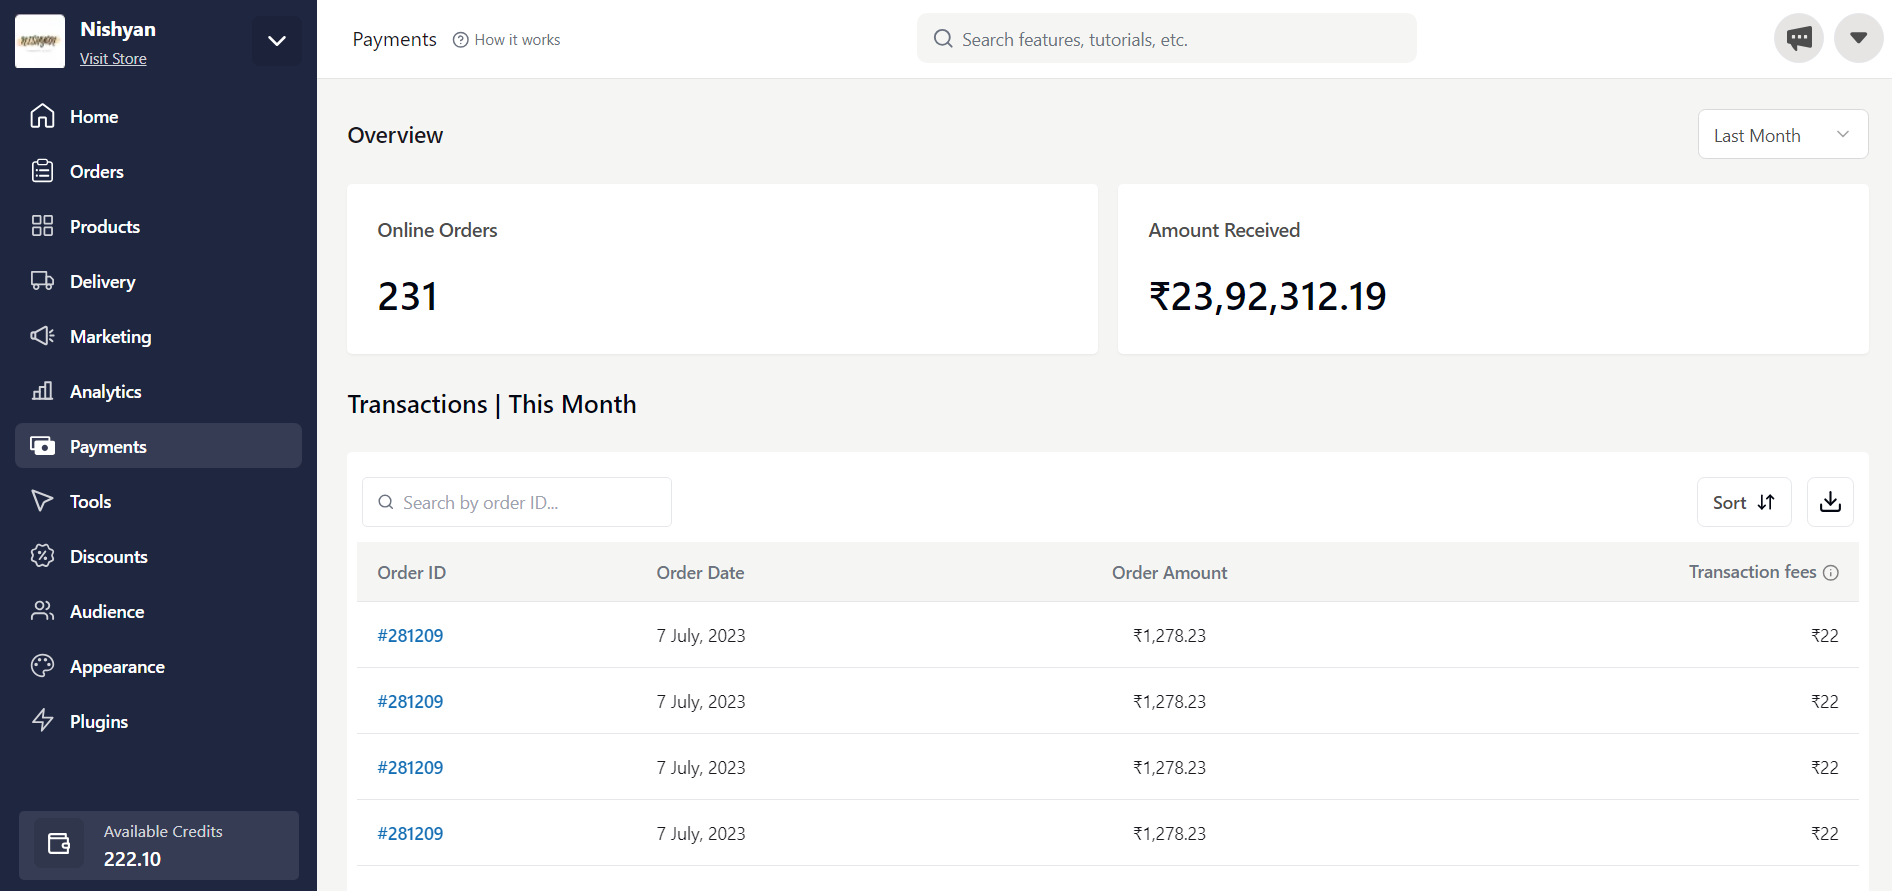 NISHYAN
Nishyan
Visit Store
Home
Orders
Products
Delivery
Marketing
Analytics
Payments
Tools
Discounts
Audience
Appearance
Plugins
Available Credits
222.10
Payments How it works
Search features, tutorials, etc.
Overview
Last Month
Online Orders
231
Amount Received
₹23,92,312.19
Transactions | This Month
Search by order ID...
Sort
Order ID Order Date Order Amount Transaction fees
#281209 7 July, 2023 ₹1,278.23 ₹22
#281209 7 July, 2023 ₹1,278.23 ₹22
#281209 7 July, 2023 ₹1,278.23 ₹22
#281209 7 July, 2023 ₹1,278.23 ₹22